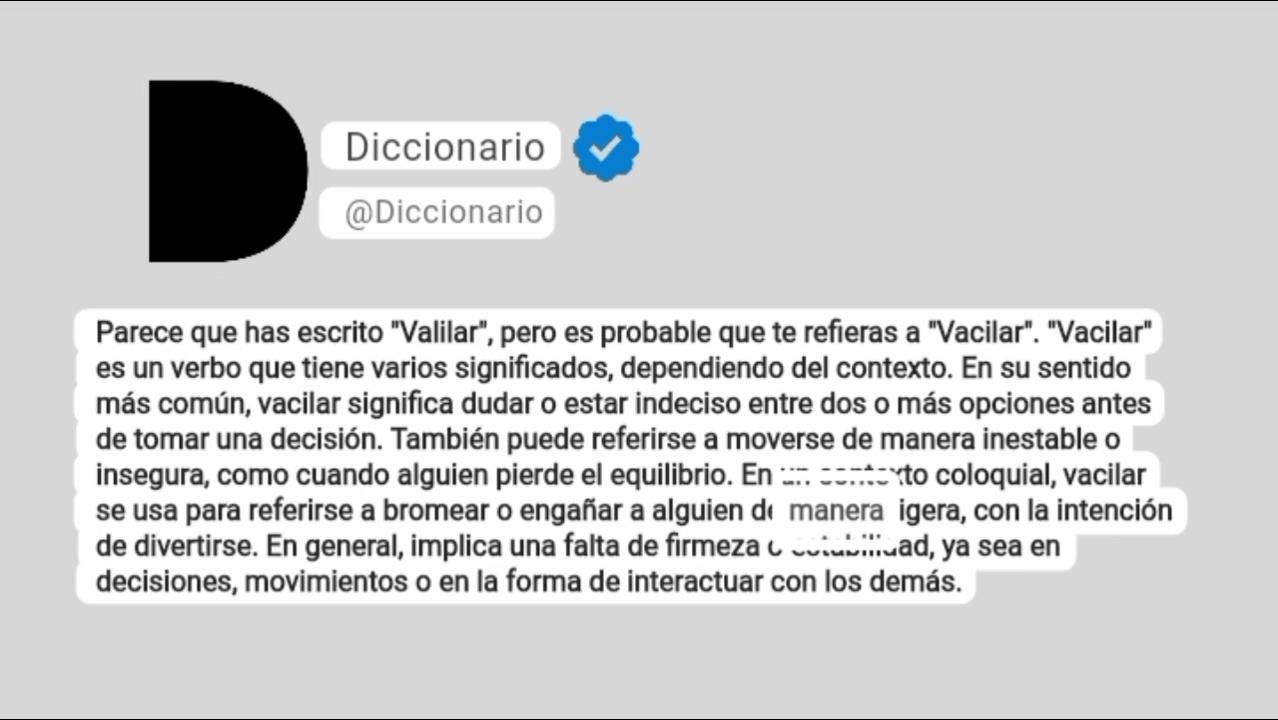 Diccionario
@Diccionario
Parece que has escrito "Valilar", pero es probable que te refieras a "Vacilar". "Vacilar"
es un verbo que tiene varios significados, dependiendo del contexto. En su sentido
más común, vacilar significa dudar o estar indeciso entre dos o más opciones antes
de tomar una decisión. También puede referirse a moverse de manera inestable o
insegura, como cuando alguien pierde el equilibrio. En un contexto coloquial, vacilar
se usa para referirse a bromear o engañar a alguien de manera igera, con la intención
de divertirse. En general, implica una falta de firmeza o estabilidad, ya sea en
decisiones, movimientos o en la forma de interactuar con los demás.